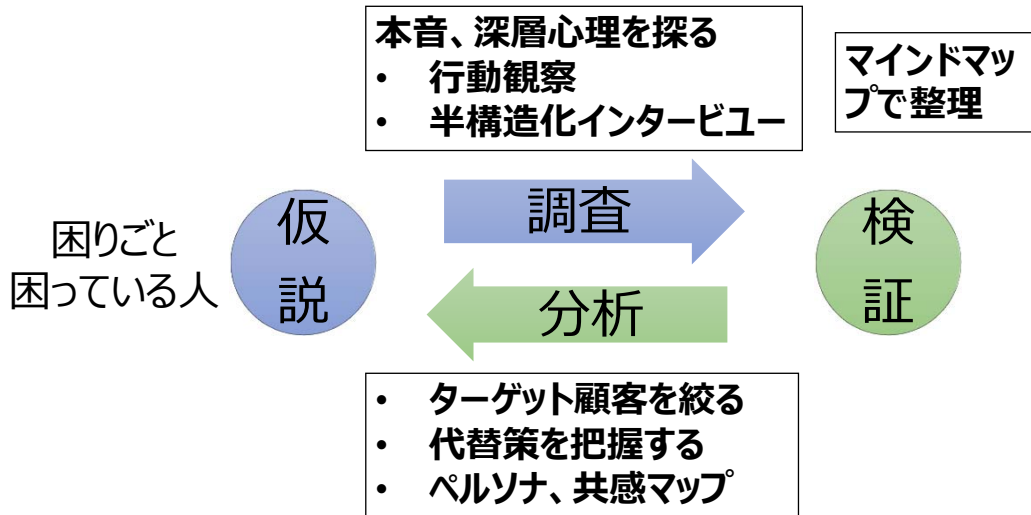 本音、深層心理を探る
• 行動観察
• 半構造化インタービユー
マインドマッ
プで整理
困りごと
困っている人
仮
説
調査
検
証
分析
• ターゲット顧客を絞る
• 代替策を把握する
• ペルソナ、共感マップ